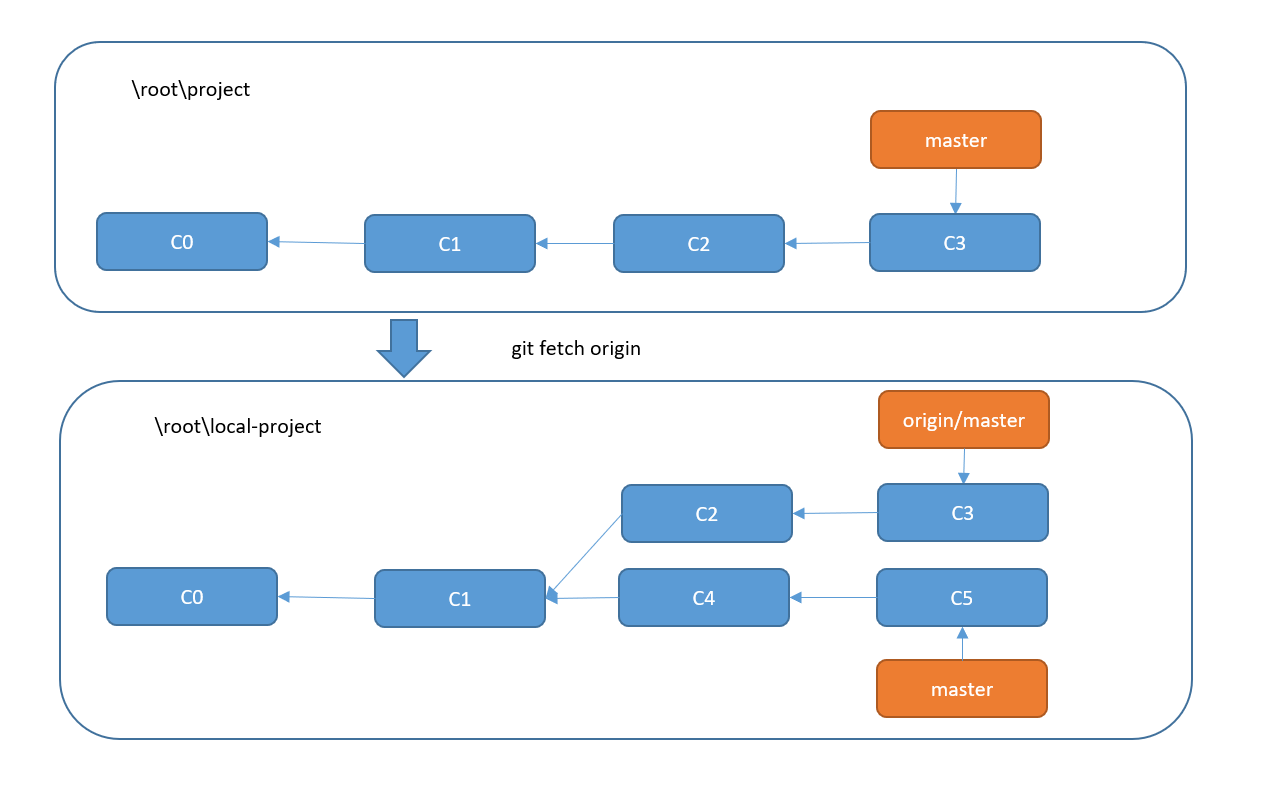 \root\project
master
C0
C1
C2
C3
git fetch origin
\root\local-project
origin/master
C2
C3
C0
C1
C4
C5
master